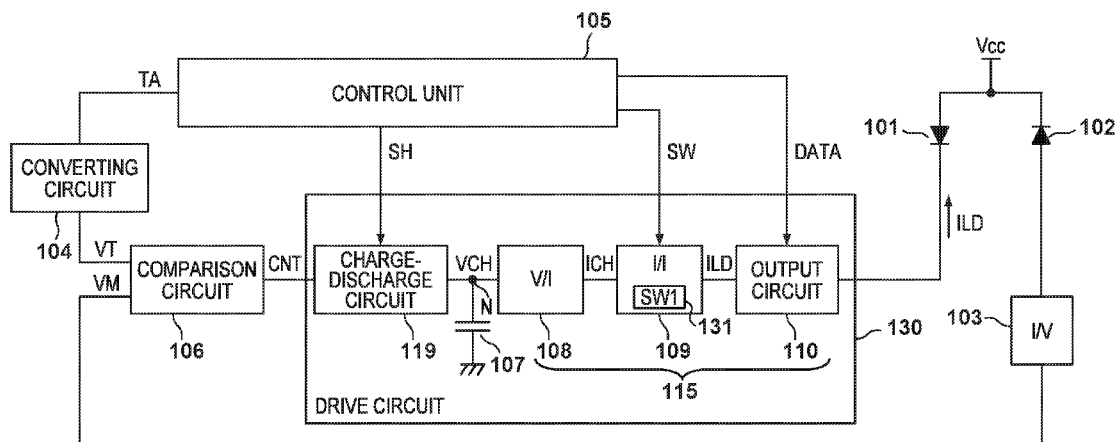 105
TA
CONTROL UNIT
Vcc
101
102
SH
SW
DATA
CONVERTING
CIRCUIT
104
ILD
VT
VM
COMPARISON
CIRCUIT
106
CNT
CHARGE-
DISCHARGE
CIRCUIT
119
VCH
N
107
V/I
108
ICH
I/I
SW1
131
109
ILD
OUTPUT
CIRCUIT
110
130
103
I/V
115
DRIVE CIRCUIT